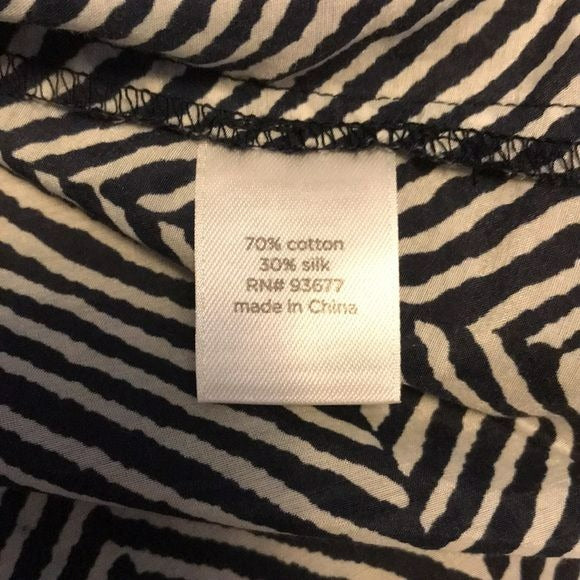 70% cotton
30% silk
RN# 93677
made in China